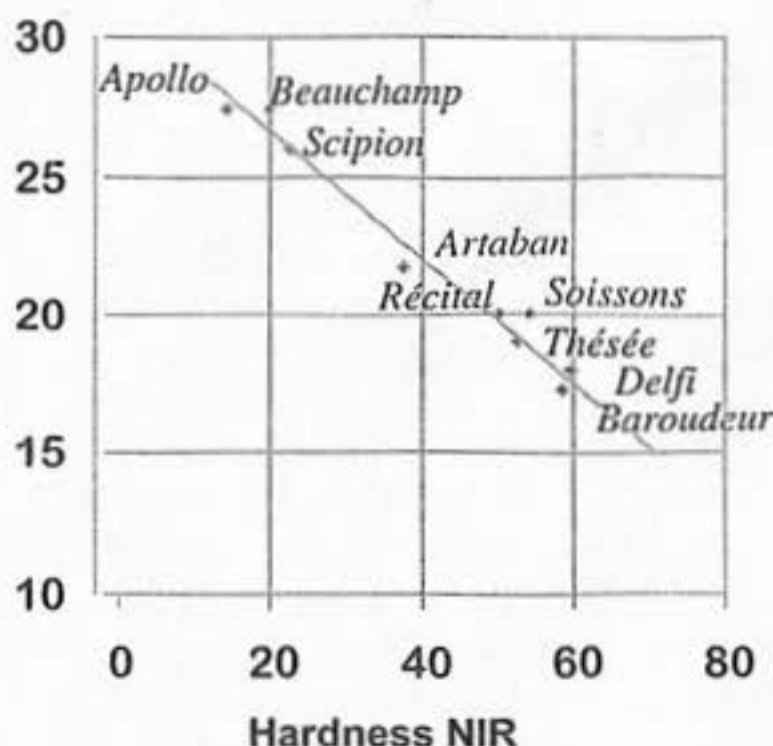 30
Apollo
Beauchamp
Scipion
25
Artaban
Récital
Soissons
20
Thésée
Delfi
Baroudeur
15
10
0 20 40 60 80
Hardness NIR